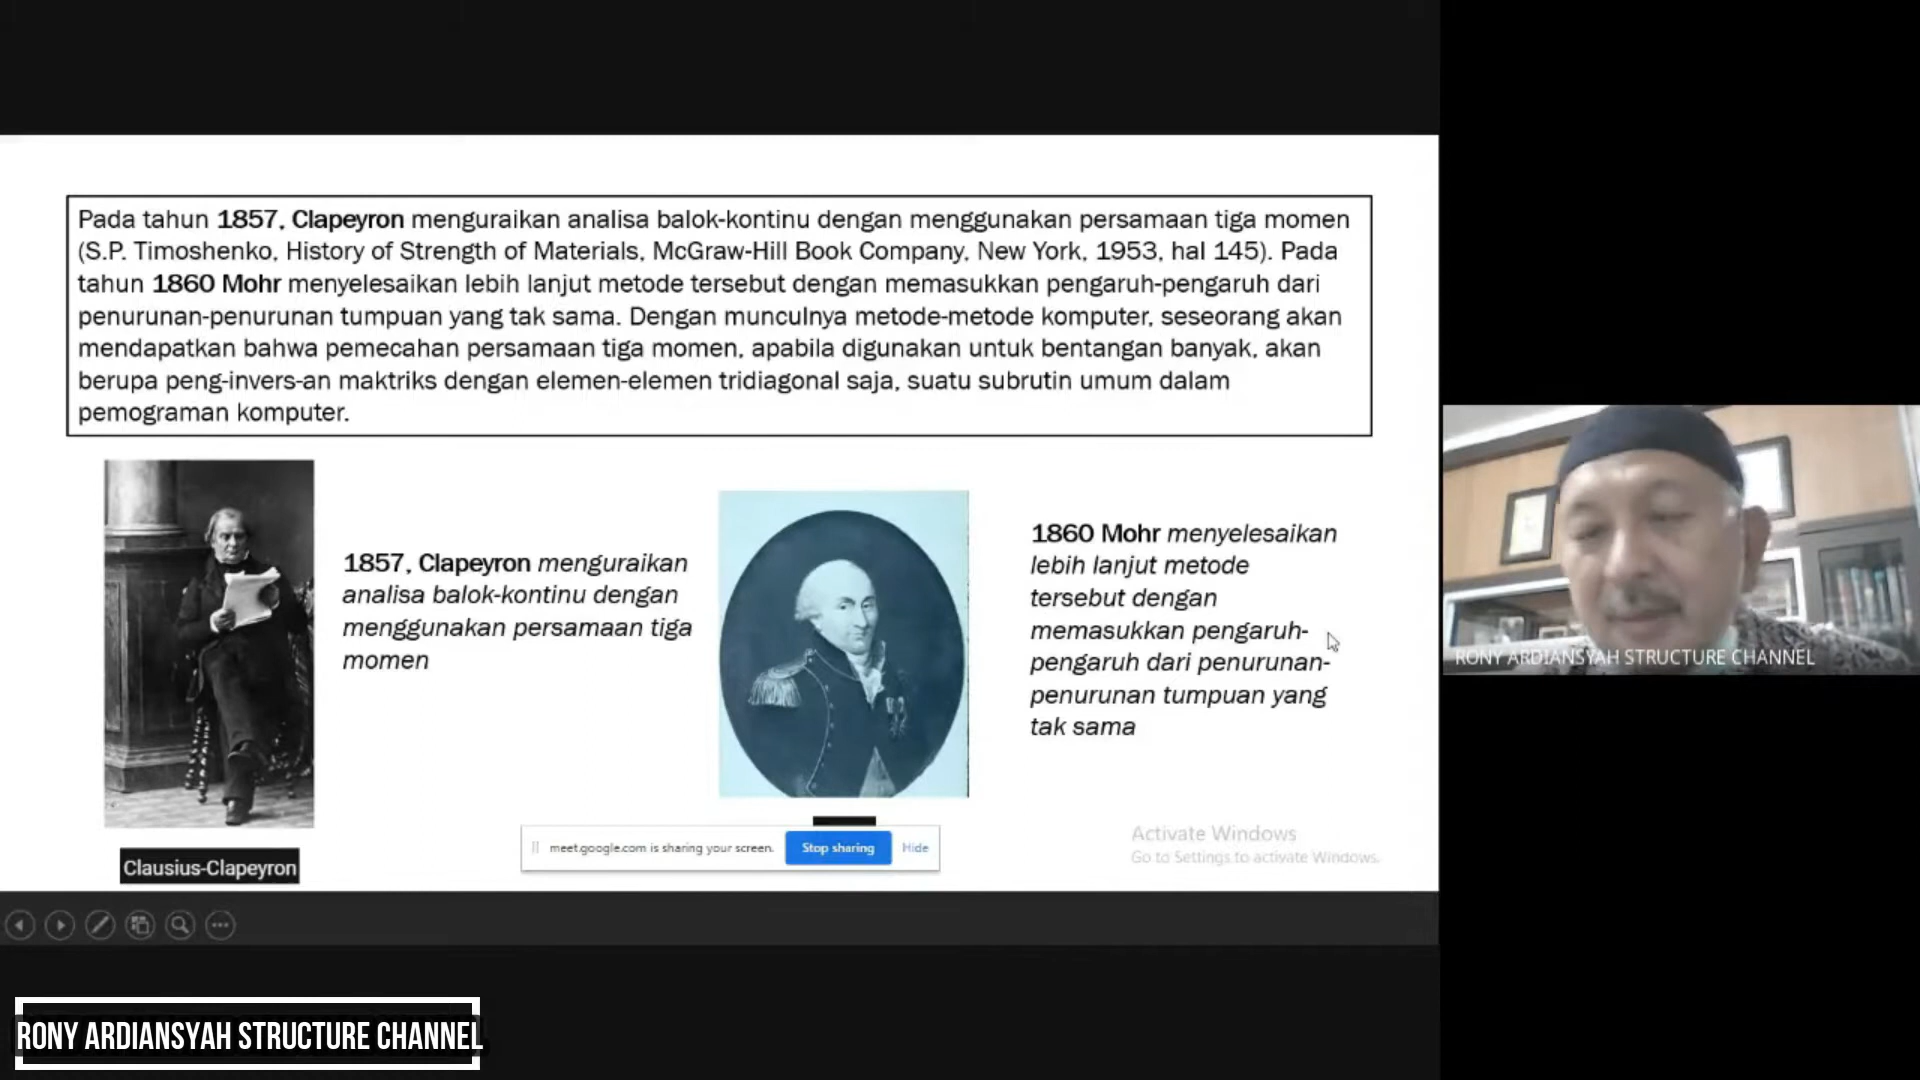 Pada tahun 1857, Clapeyron menguraikan analisa balok-kontinu dengan menggunakan persamaan tiga momen
(S.P. Timoshenko, History of Strength of Materials, McGraw-Hill Book Company, New York, 1953, hal 145). Pada
tahun 1860 Mohr menyelesaikan lebih lanjut metode tersebut dengan memasukkan pengaruh-pengaruh dari
penurunan-penurunan tumpuan yang tak sama. Dengan munculnya metode-metode komputer, seseorang akan
mendapatkan bahwa pemecahan persamaan tiga momen, apabila digunakan untuk bentangan banyak, akan
berupa peng-invers-an maktriks dengan elemen-elemen tridiagonal saja, suatu subrutin umum dalam
pemograman komputer.
1857, Clapeyron menguraikan
analisa balok-kontinu dengan
menggunakan persamaan tiga
momen
Clausius-Clapeyron
1860 Mohr menyelesaikan
lebih lanjut metode
tersebut dengan
memasukkan pengaruh-
pengaruh dari penurunan-
penurunan tumpuan yang
tak sama
meet.google.com is sharing your screen.
Stop sharing
Hide
Activate Windows
Go to Settings to activate Windows.
RONY ARDIANSYAH STRUCTURE CHANNEL
RONY ARDIANSYAH STRUCTURE CHANNEL